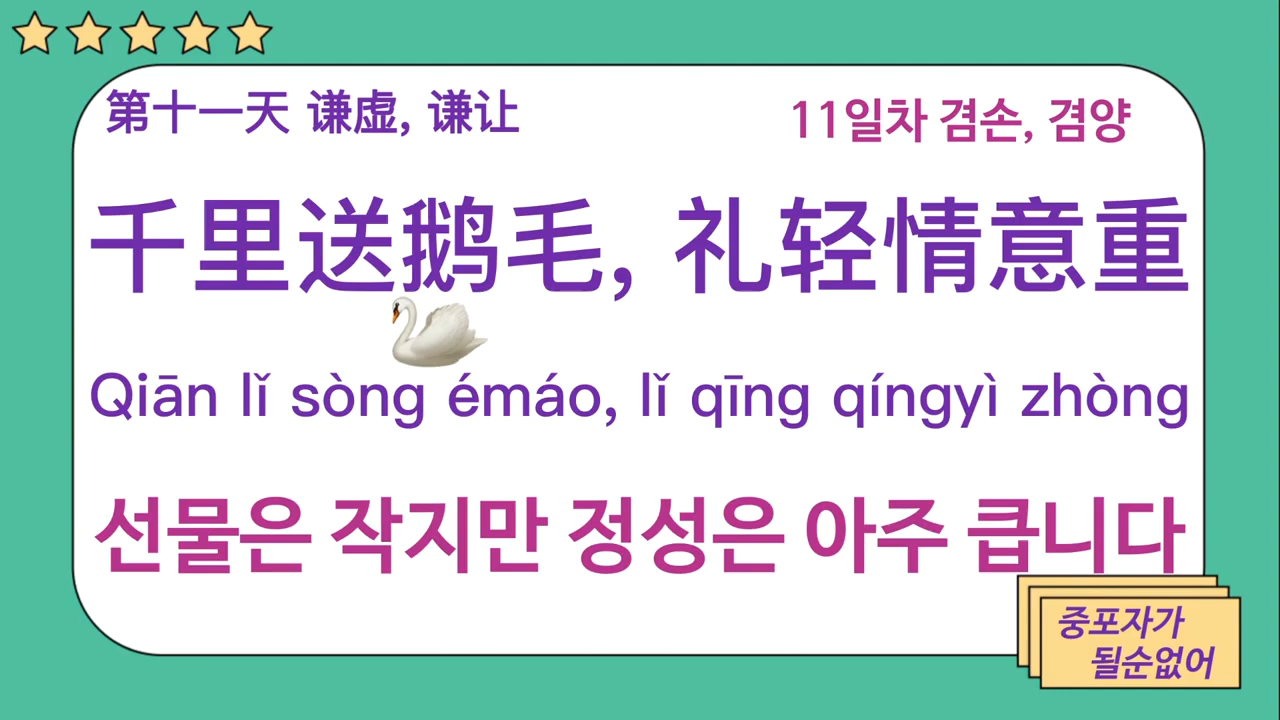 第十一天 谦虚, 谦让
11일차 겸손, 겸양
千里送鹅毛, 礼轻情意重
Qiān lǐ sòng émáo, lǐ qīng qíngyì zhòng
선물은 작지만 정성은 아주 큽니다
중포자가
될순없어